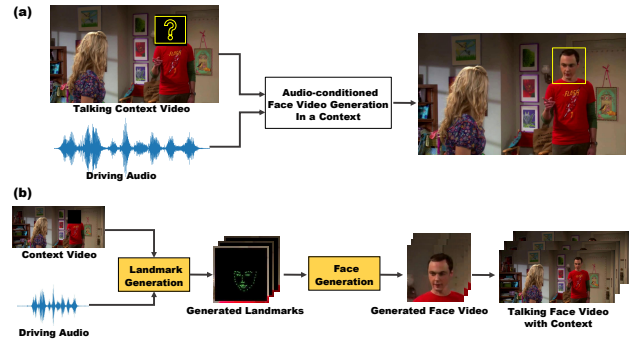 (a)
?
Talking Context Video
Driving Audio
Audio-conditioned
Face Video Generation
In a Context
(b)
Context Video
Driving Audio
Landmark
Generation
Generated Landmarks
Face
Generation
Generated Face Video
Talking Face Video
with Context